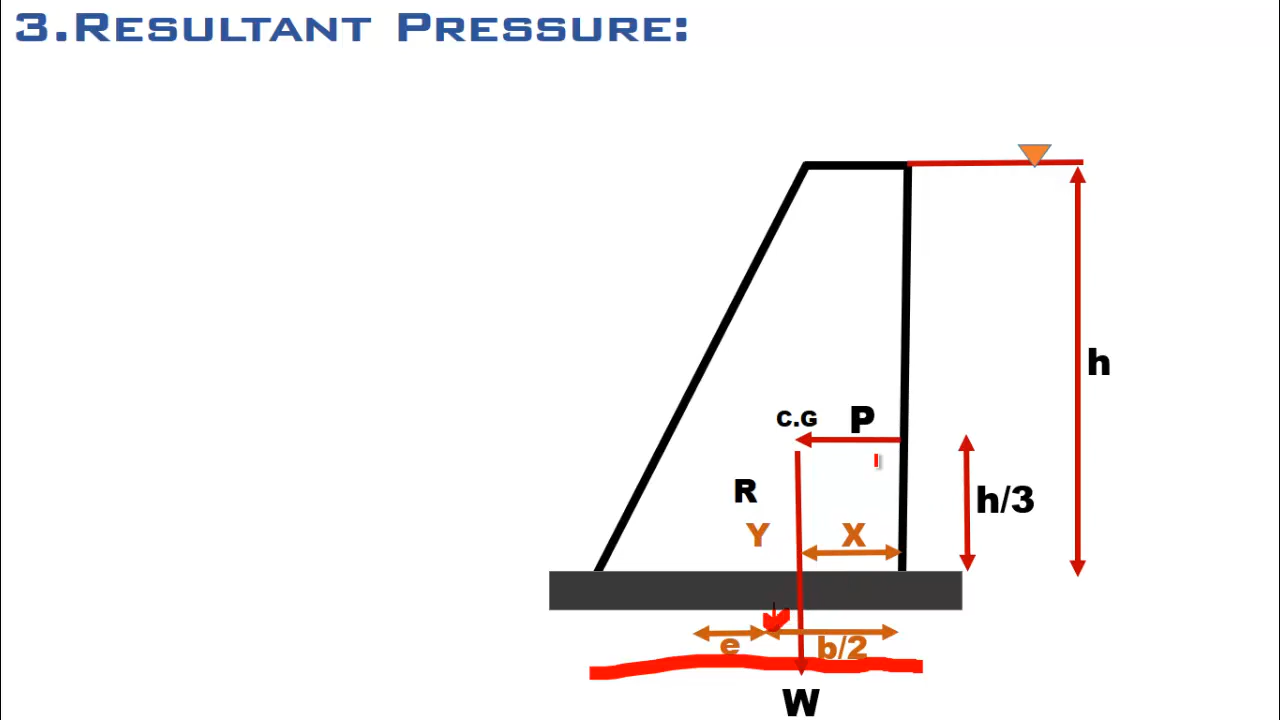 3.Resultant Pressure:
h
C.G P
R
h/3
Y X
e b/2
W